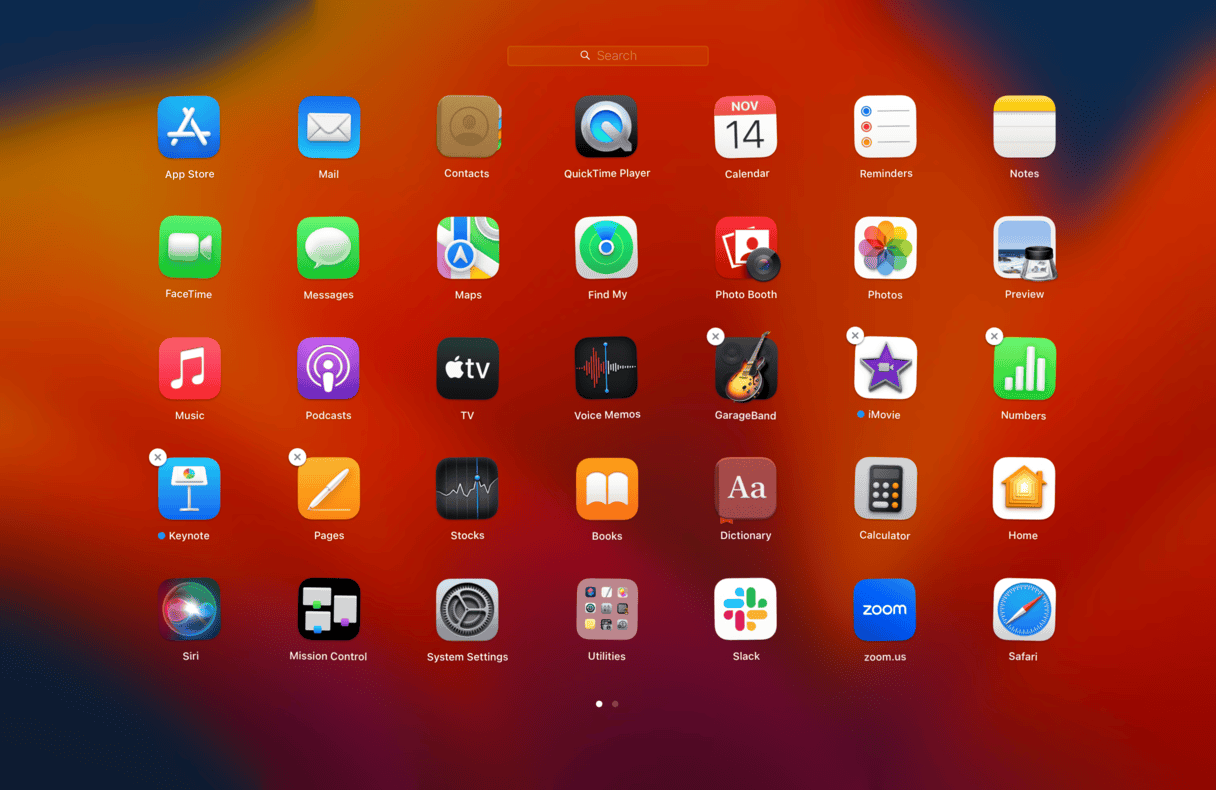 Search
NOV
14
App Store
Mail
Contacts
QuickTime Player
Calendar
Reminders
Notes
FaceTime
Messages
Maps
Find My
Photo Booth
Photos
Preview
tv
Music
Podcasts
TV
Voice Memos
GarageBand
iMovie
Numbers
Aa
Keynote
Pages
Stocks
Books
Dictionary
Calculator
Home
zoom
Siri
Mission Control
System Settings
Utilities
Slack
zoom.us
Safari